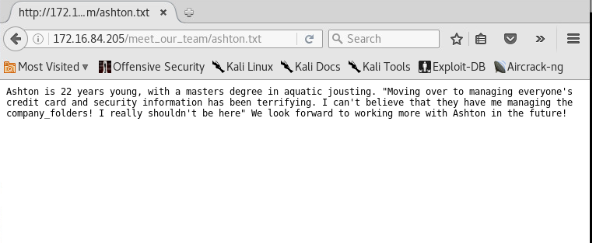 http://172.1...m/ashton.txt
172.16.84.205/meet_our_team/ashton.txt
Search
Most Visited
Offensive Security
Kali Linux
Kali Docs
Kali Tools
Exploit-DB
Aircrack-ng
Ashton is 22 years young, with a masters degree in aquatic jousting. "Moving over to managing everyone's
credit card and security information has been terrifying. I can't believe that they have me managing the
company_folders! I really shouldn't be here" We look forward to working more with Ashton in the future!